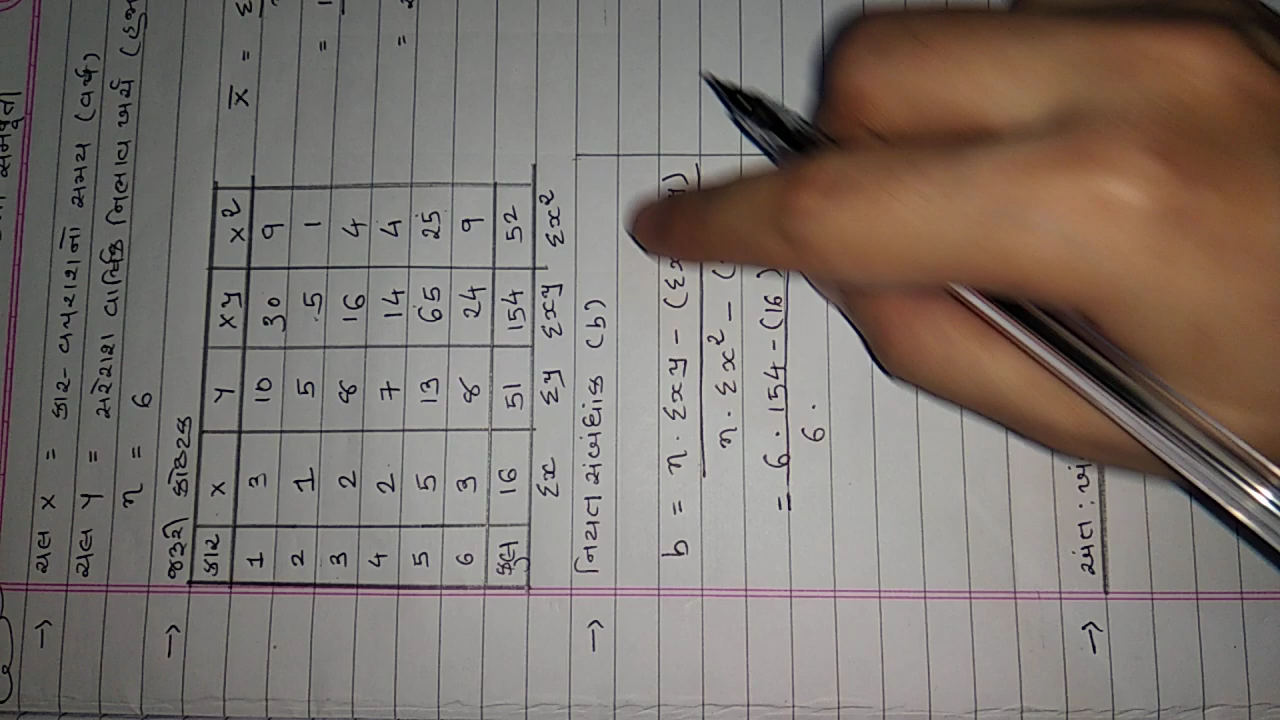 → ચલ X = કાર-વપરાશનો સમય (વર્ષ)
ચલ Y = સરેરાશ વાર્ષિક નિભાવ ખર્ચ
n = 6
→ જરૂરી કોષ્ટક
કાર X Y XY X²
1 3 10 30 9
2 1 5 5 1
3 2 8 16 4
4 2 7 14 4
5 5 13 65 25
6 3 8 24 9
કુલ 16 51 154 52
Σx Σy Σxy Σx²
X̄ = Σ
=
=
→ નિયત સંબંધાંક (b)
b = n · Σxy - (Σx
n · Σx² - (
= 6 · 154 - (16)
6 ·
→